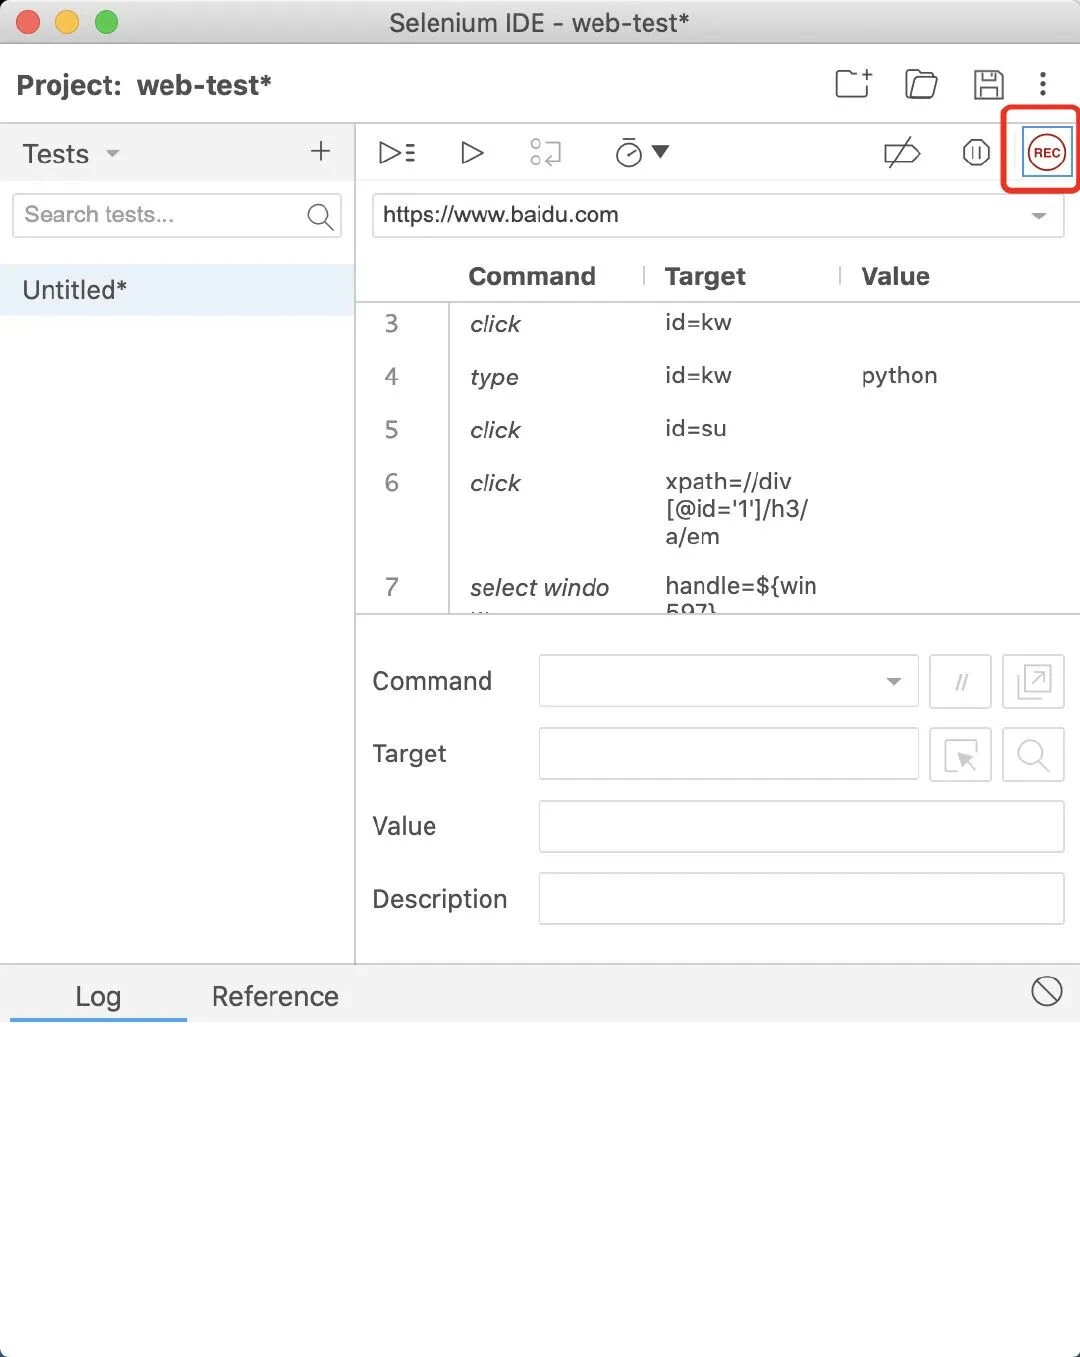 Selenium IDE - web-test*
Project: web-test*
Tests
REC
Search tests...
https://www.baidu.com
Untitled*
Command Target Value
3 click id=kw
4 type id=kw python
5 click id=su
6 click xpath=//div
[@id='1']/h3/
a/em
7 select windo handle=${win
597}
Command
//
Target
Value
Description
Log Reference